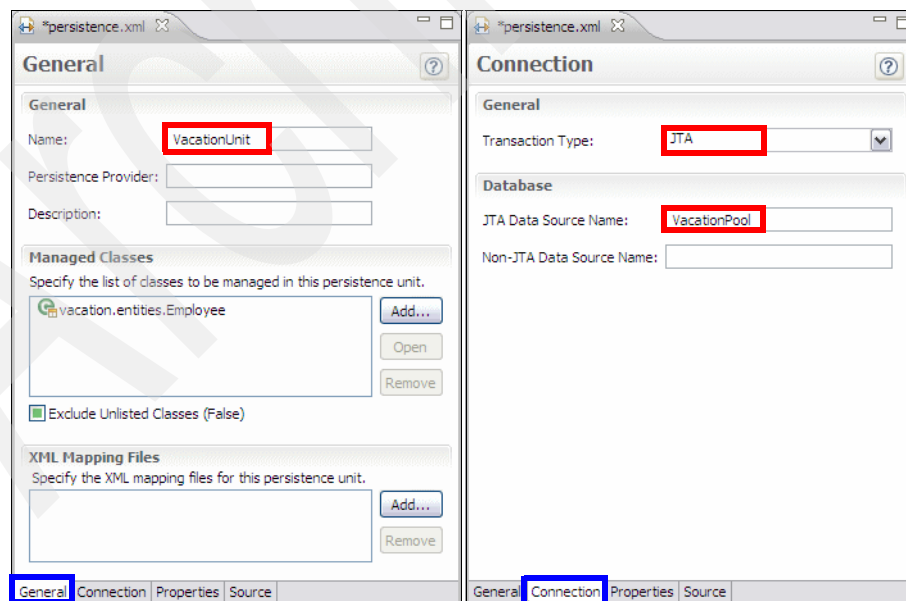 *persistence.xml
General
General
Name: VacationUnit
Persistence Provider:
Description:
Managed Classes
Specify the list of classes to be managed in this persistence unit.
vacation.entities.Employee
Add...
Open
Remove
Exclude Unlisted Classes (False)
XML Mapping Files
Specify the XML mapping files for this persistence unit.
Add...
Remove
General Connection Properties Source
*persistence.xml
Connection
General
Transaction Type: JTA
Database
JTA Data Source Name: VacationPool
Non-JTA Data Source Name:
General Connection Properties Source